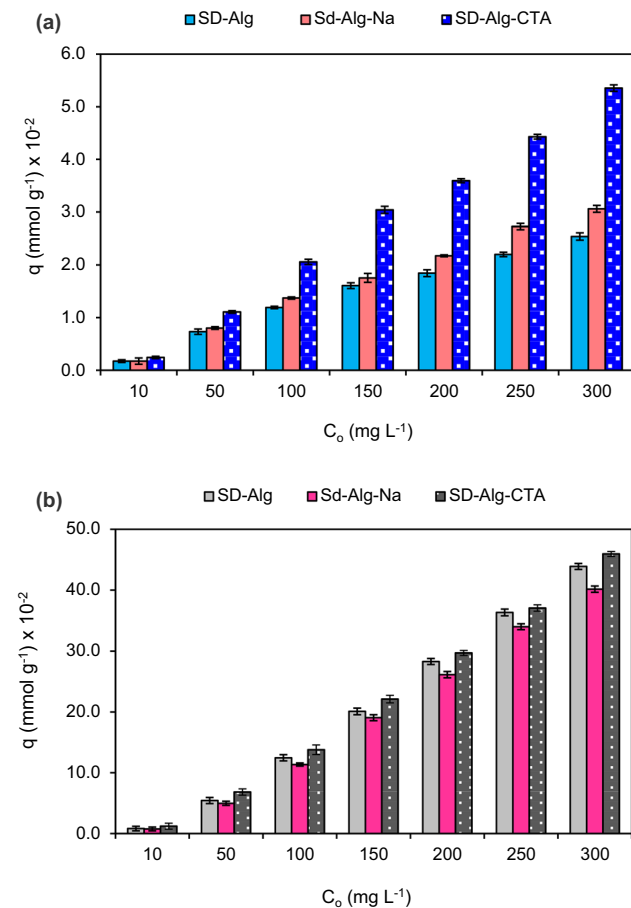 (a)
SD-Alg Sd-Alg-Na SD-Alg-CTA
q (mmol g⁻¹) x 10⁻²
6.0
5.0
4.0
3.0
2.0
1.0
0.0
10 50 100 150 200 250 300
Cₒ (mg L⁻¹)
(b)
SD-Alg Sd-Alg-Na SD-Alg-CTA
q (mmol g⁻¹) x 10⁻²
50.0
40.0
30.0
20.0
10.0
0.0
10 50 100 150 200 250 300
Cₒ (mg L⁻¹)